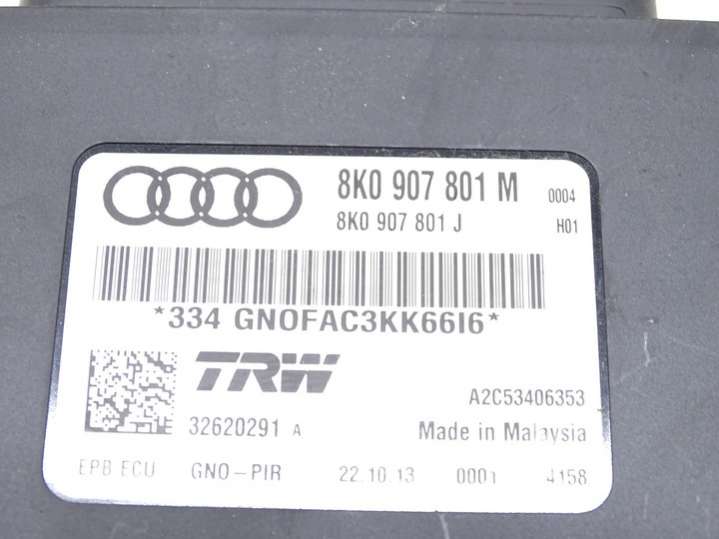 8K0 907 801 M 0004
8K0 907 801 J H01
*334 GNOFAC3KK66I6*
TRW
A2C53406353
32620291 A
Made in Malaysia
EPB ECU GNO-PIR 22.10.13 0001 4158